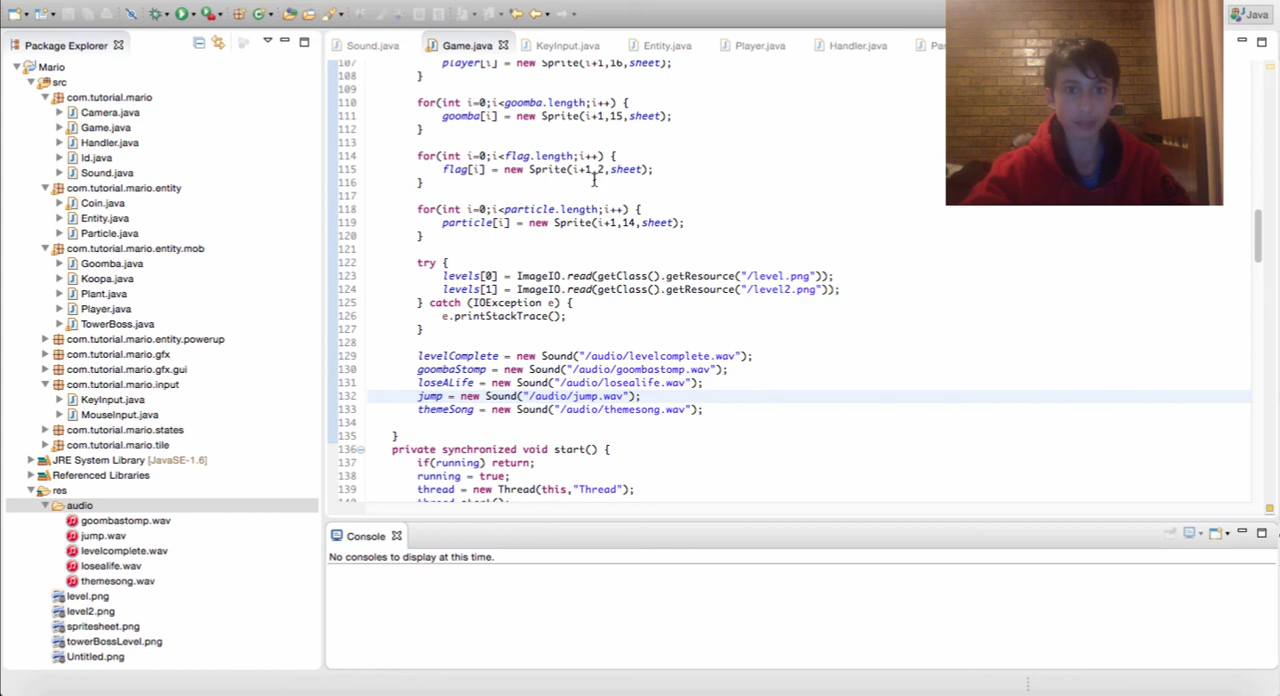 Java
Package Explorer
Sound.java
Game.java
KeyInput.java
Entity.java
Player.java
Handler.java
Mario
src
com.tutorial.mario
Camera.java
Game.java
Handler.java
Id.java
Sound.java
com.tutorial.mario.entity
Coin.java
Entity.java
Particle.java
com.tutorial.mario.entity.mob
Goomba.java
Koopa.java
Plant.java
Player.java
TowerBoss.java
com.tutorial.mario.entity.powerup
com.tutorial.mario.gfx
com.tutorial.mario.gfx.gui
com.tutorial.mario.input
KeyInput.java
MouseInput.java
com.tutorial.mario.states
com.tutorial.mario.tile
JRE System Library [JavaSE-1.6]
Referenced Libraries
res
audio
goombastomp.wav
jump.wav
levelcomplete.wav
losealife.wav
themesong.wav
level.png
level2.png
spritesheet.png
towerBossLevel.png
Untitled.png
107 player[i] = new Sprite(i+1,16,sheet);
108 }
109
110 for(int i=0;i<goomba.length;i++) {
111 goomba[i] = new Sprite(i+1,15,sheet);
112 }
113
114 for(int i=0;i<flag.length;i++) {
115 flag[i] = new Sprite(i+1,2,sheet);
116 }
117
118 for(int i=0;i<particle.length;i++) {
119 particle[i] = new Sprite(i+1,14,sheet);
120 }
121
122 try {
123 levels[0] = ImageIO.read(getClass().getResource("/level.png"));
124 levels[1] = ImageIO.read(getClass().getResource("/level2.png"));
125 } catch (IOException e) {
126 e.printStackTrace();
127 }
128
129 levelComplete = new Sound("/audio/levelcomplete.wav");
130 goombaStomp = new Sound("/audio/goombastomp.wav");
131 loseALife = new Sound("/audio/losealife.wav");
132 jump = new Sound("/audio/jump.wav");
133 themeSong = new Sound("/audio/themesong.wav");
134
135 }
136 private synchronized void start() {
137 if(running) return;
138 running = true;
139 thread = new Thread(this,"Thread");
Console
No consoles to display at this time.